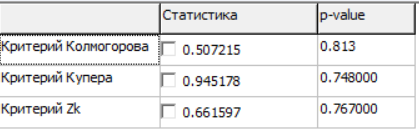 Статистика p-value
Критерий Колмогорова 0.507215 0.813
Критерий Купера 0.945178 0.748000
Критерий Zk 0.661597 0.767000